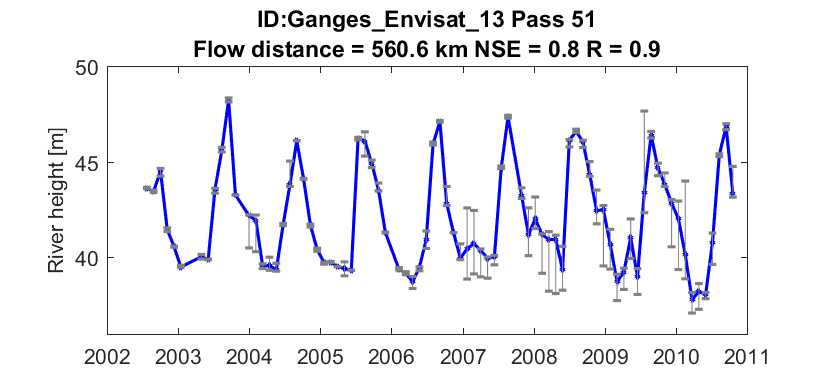 ID:Ganges_Envisat_13 Pass 51
Flow distance = 560.6 km NSE = 0.8 R = 0.9
River height [m]
50
45
40
2002 2003 2004 2005 2006 2007 2008 2009 2010 2011